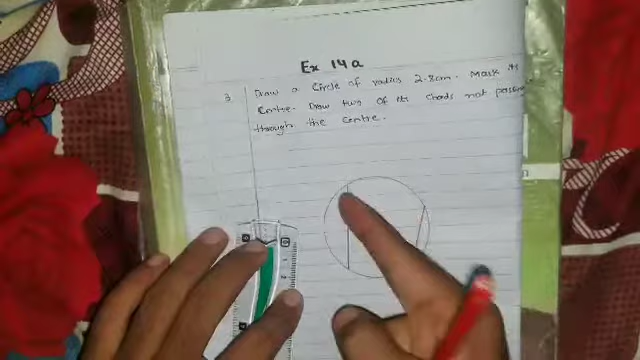 Ex 14a
3. Draw a Circle of radius 2.8cm. Mark its
Centre. Draw two of its Chords not passing
through the Centre.